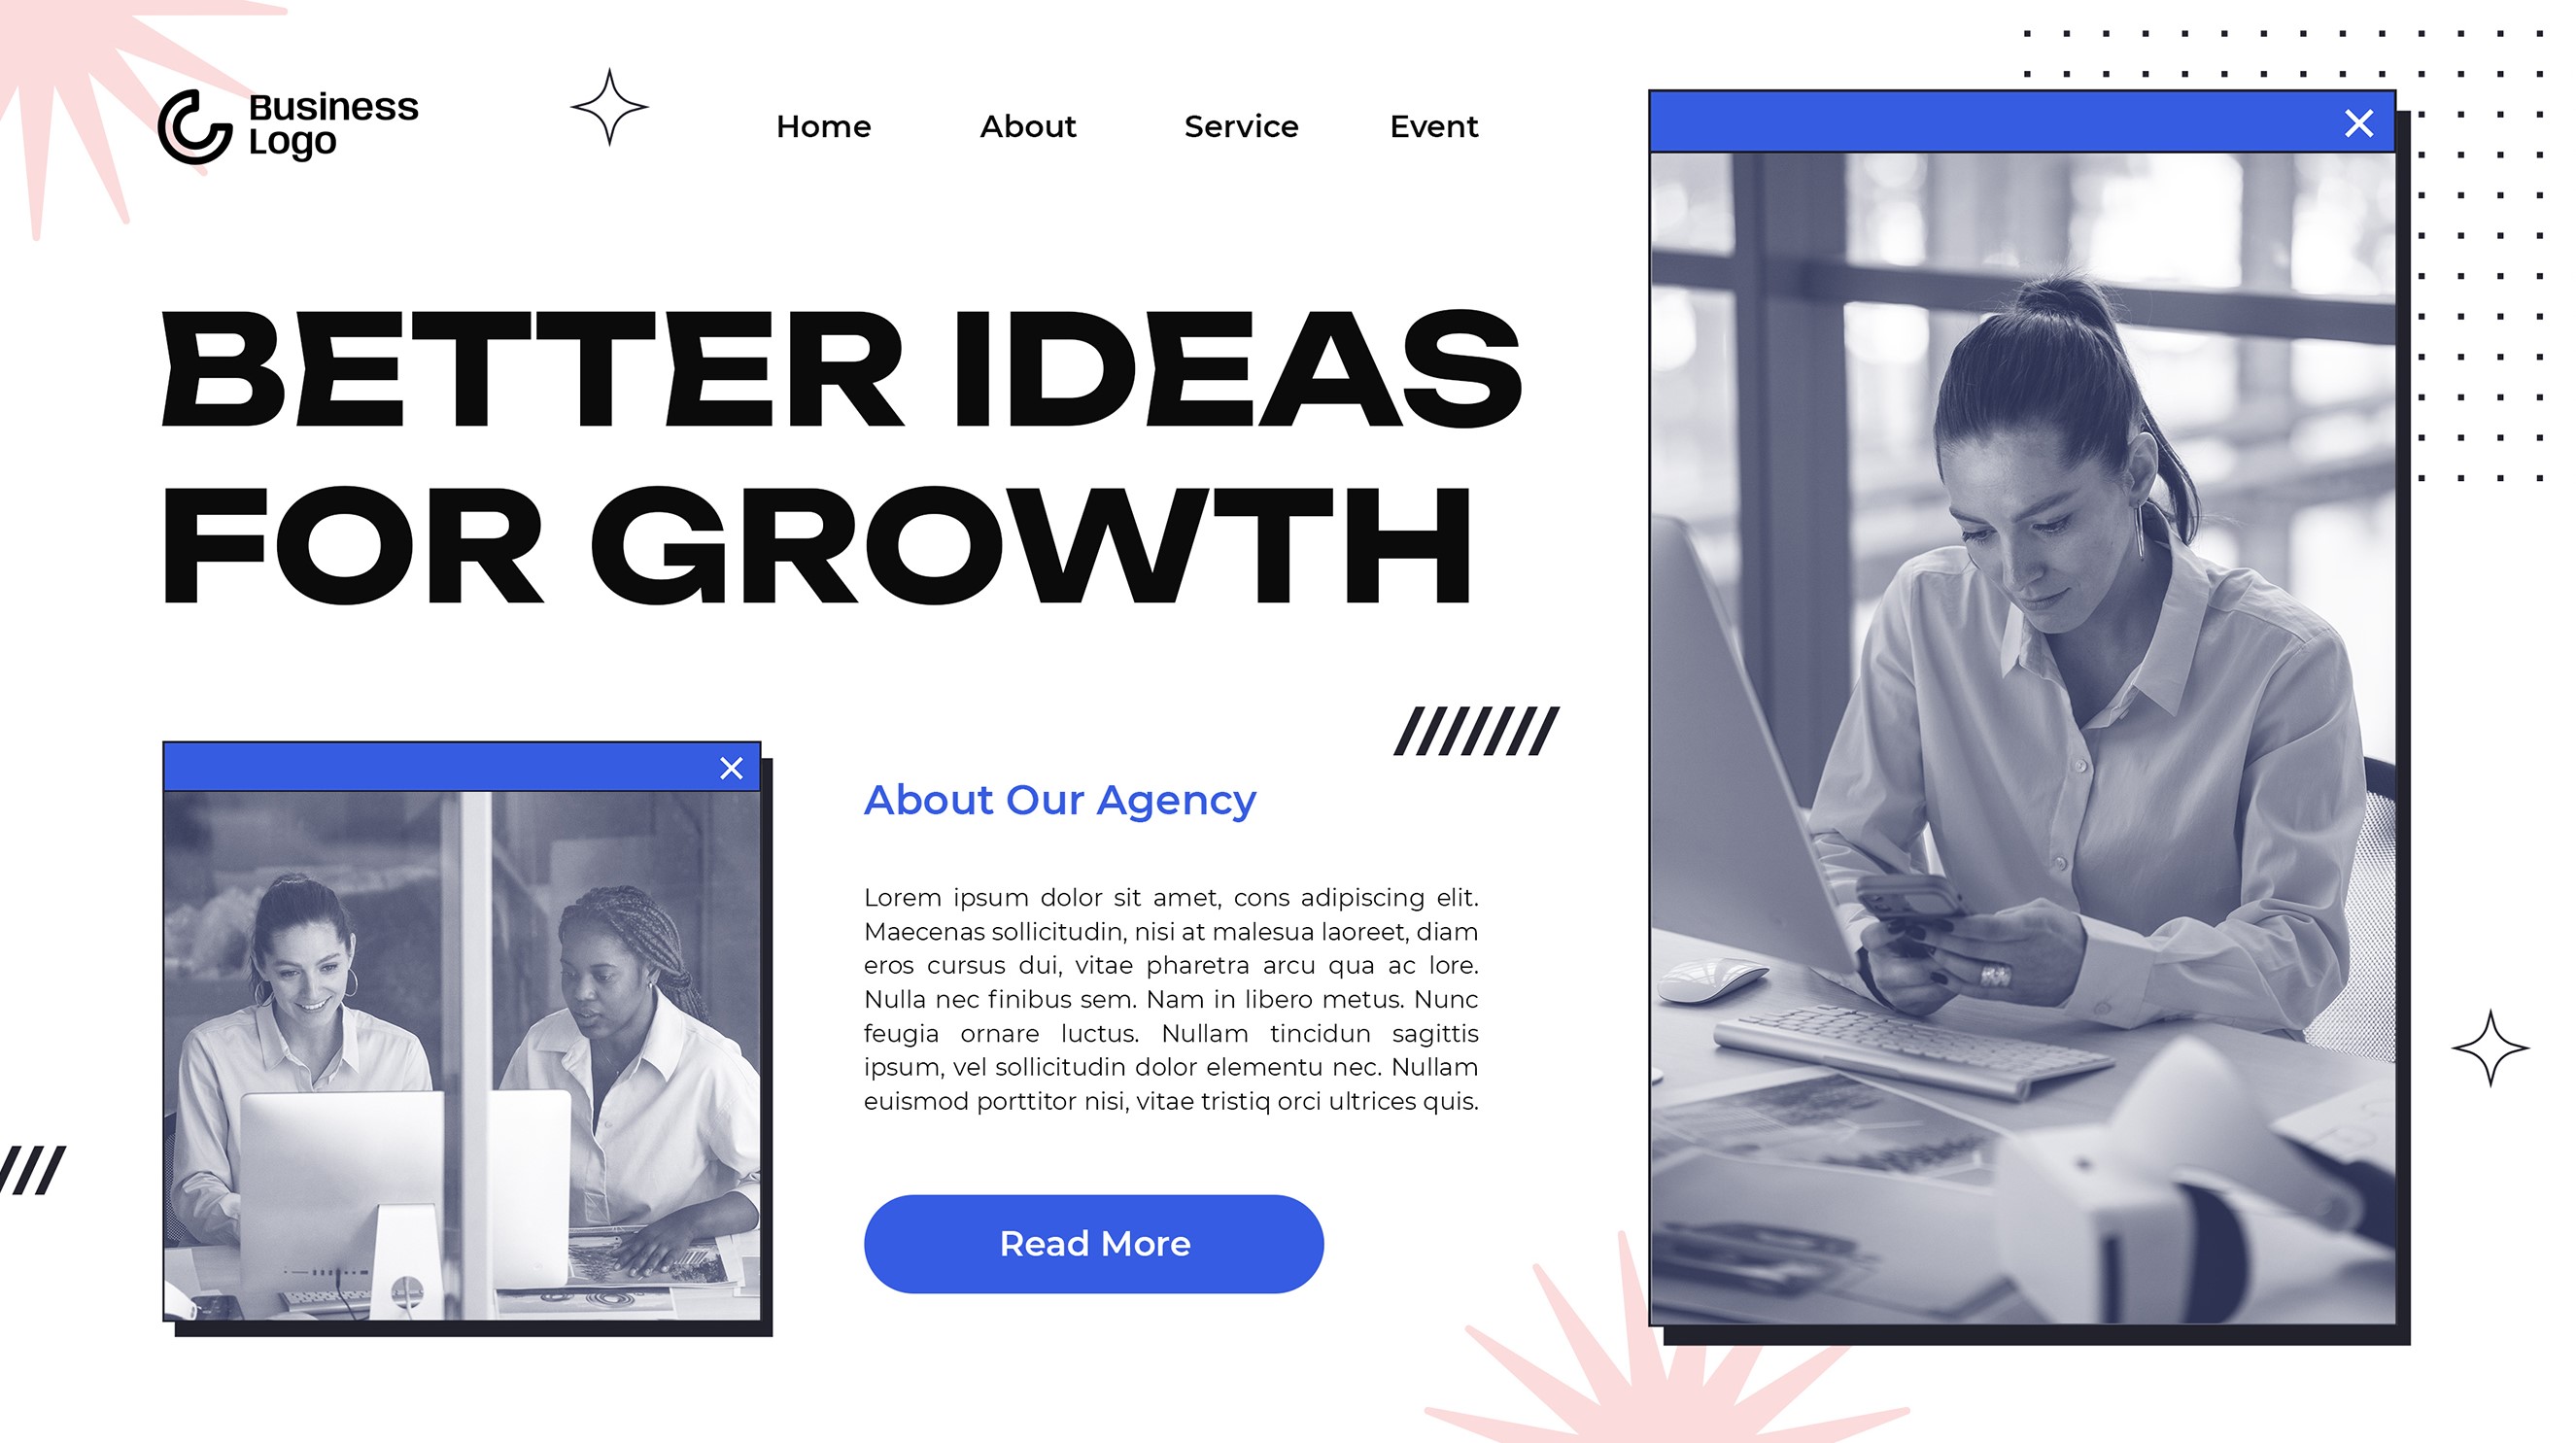 Business
Logo
Home
About
Service
Event
BETTER IDEAS
FOR GROWTH
About Our Agency
Lorem ipsum dolor sit amet, cons adipiscing elit.
Maecenas sollicitudin, nisi at malesua laoreet, diam
eros cursus dui, vitae pharetra arcu qua ac lore.
Nulla nec finibus sem. Nam in libero metus. Nunc
feugia ornare luctus. Nullam tincidun sagittis
ipsum, vel sollicitudin dolor elementu nec. Nullam
euismod porttitor nisi, vitae tristiq orci ultrices quis.
Read More